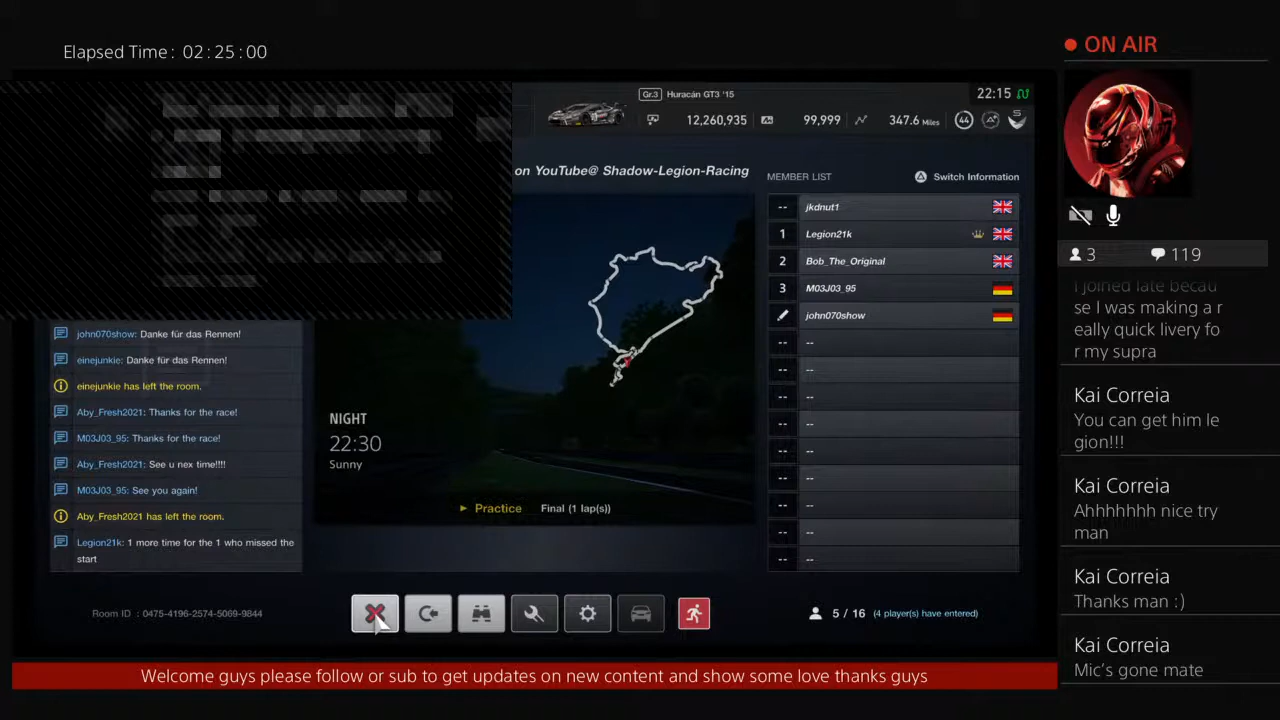 Elapsed Time: 02:25:00
ON AIR
Gr.3 Huracán GT3 '15
22:15
12,260,935
99,999
347.6 Miles
44
A+
S
on YouTube@ Shadow-Legion-Racing
MEMBER LIST
Switch Information
-- jkdnut1
1 Legion21k
2 Bob_The_Original
3 M03J03_95
john070show
-- --
-- --
-- --
-- --
-- --
-- --
-- --
-- --
-- --
john070show: Danke für das Rennen!
einejunkie: Danke für das Rennen!
einejunkie has left the room.
Aby_Fresh2021: Thanks for the race!
M03J03_95: Thanks for the race!
Aby_Fresh2021: See u nex time!!!!
M03J03_95: See you again!
Aby_Fresh2021 has left the room.
Legion21k: 1 more time for the 1 who missed the
start
NIGHT
22:30
Sunny
Practice Final (1 lap(s))
Room ID : 0475-4196-2574-5069-9844
5 / 16 (4 player(s) have entered)
Welcome guys please follow or sub to get updates on new content and show some love thanks guys
3 119
I joined late becau
se I was making a r
eally quick livery fo
r my supra
Kai Correia
You can get him le
gion!!!
Kai Correia
Ahhhhhhh nice try
man
Kai Correia
Thanks man :)
Kai Correia
Mic's gone mate